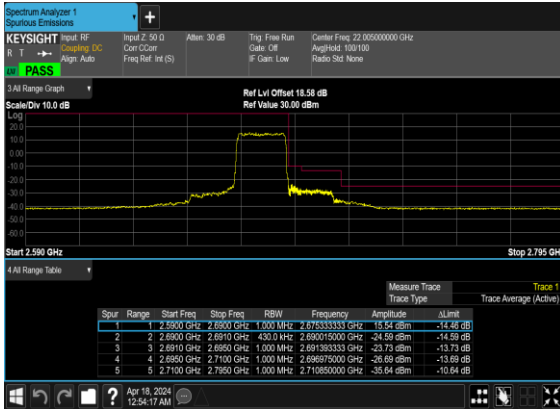 Spectrum Analyzer 1
Spurious Emissions
KEYSIGHT Input: RF Input Z: 50 Ω Atten: 30 dB Trig: Free Run Center Freq: 22.005000000 GHz
R T Coupling: DC Corr CCorr Gate: Off Avg|Hold: 100/100
Align: Auto Freq Ref: Int (S) IF Gain: Low Radio Std: None
PASS
3 All Range Graph
Ref Lvl Offset 18.58 dB
Scale/Div 10.0 dB Ref Value 30.00 dBm
Log
20.0
10.0
0.00
-10.0
-20.0
-30.0
-40.0
-50.0
-60.0
Start 2.590 GHz Stop 2.795 GH
4 All Range Table
Measure Trace Trace 1
Trace Type Trace Average (Active)
Spur Range Start Freq Stop Freq RBW Frequency Amplitude ΔLimit
1 1 2.5900 GHz 2.6900 GHz 1.000 MHz 2.675333333 GHz 15.54 dBm -14.46 dB
2 2 2.6900 GHz 2.6910 GHz 430.0 kHz 2.690015000 GHz -24.59 dBm -14.59 dB
3 3 2.6910 GHz 2.6950 GHz 1.000 MHz 2.691393333 GHz -23.73 dBm -13.73 dB
4 4 2.6950 GHz 2.7100 GHz 1.000 MHz 2.696975000 GHz -26.69 dBm -13.69 dB
5 5 2.7100 GHz 2.7950 GHz 1.000 MHz 2.710850000 GHz -35.64 dBm -10.64 dB
? Apr 18, 2024
12:54:17 AM